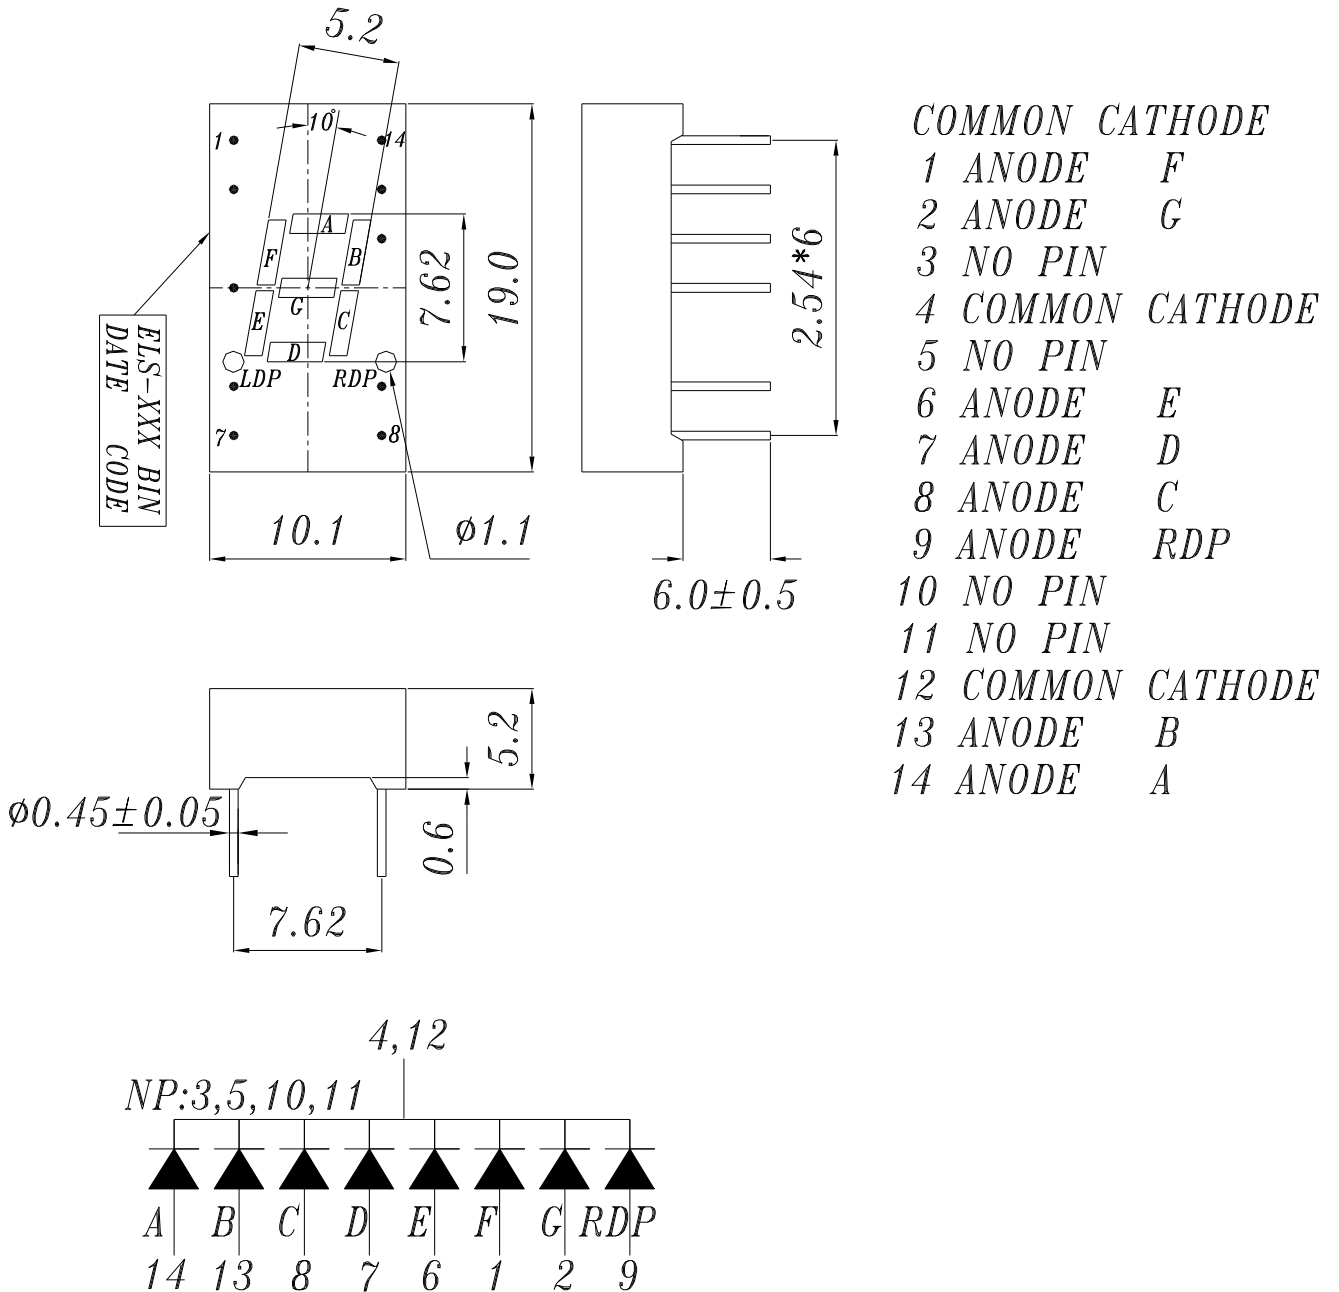 5.2
10°
1
14
A
F
B
G
E
C
D
LDP
RDP
7
8
7.62
19.0
10.1
ø1.1
ELS-XXX BIN
DATE CODE
2.54*6
6.0±0.5
COMMON CATHODE
1 ANODE F
2 ANODE G
3 NO PIN
4 COMMON CATHODE
5 NO PIN
6 ANODE E
7 ANODE D
8 ANODE C
9 ANODE RDP
10 NO PIN
11 NO PIN
12 COMMON CATHODE
13 ANODE B
14 ANODE A
5.2
ø0.45±0.05
0.6
7.62
4,12
NP:3,5,10,11
A B C D E F G RDP
14 13 8 7 6 1 2 9